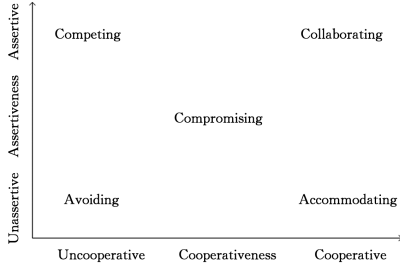 Competing
Collaborating
Compromising
Avoiding
Accommodating
Assertive
Assertiveness
Unassertive
Uncooperative
Cooperativeness
Cooperative